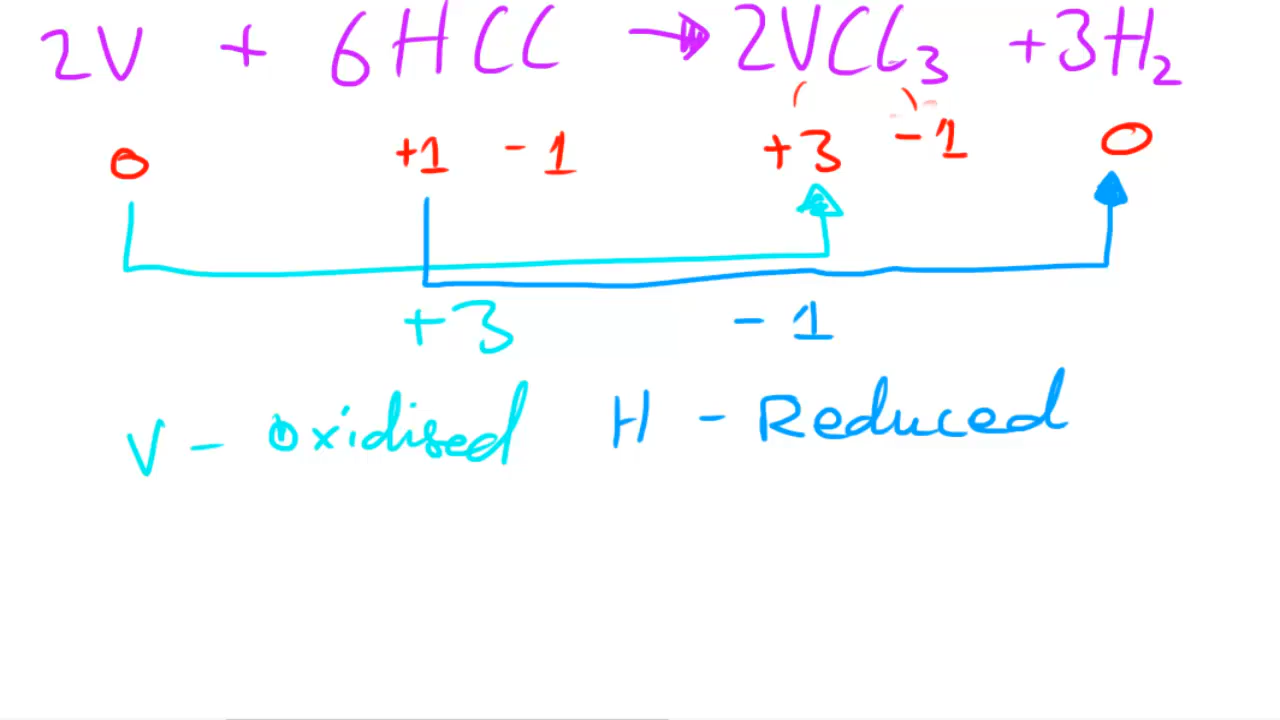 2V + 6HCl → 2VCl₃ + 3H₂
0 +1 -1 +3 -1 0
+3 -1
V - Oxidised H - Reduced